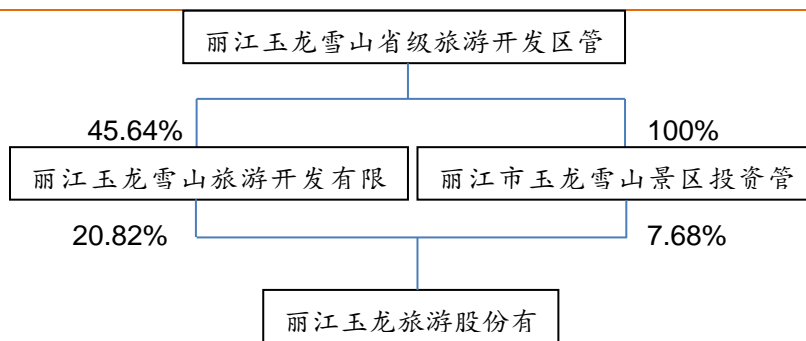 丽江玉龙雪山省级旅游开发区管
45.64%
100%
丽江玉龙雪山旅游开发有限
丽江市玉龙雪山景区投资管
20.82%
7.68%
丽江玉龙旅游股份有